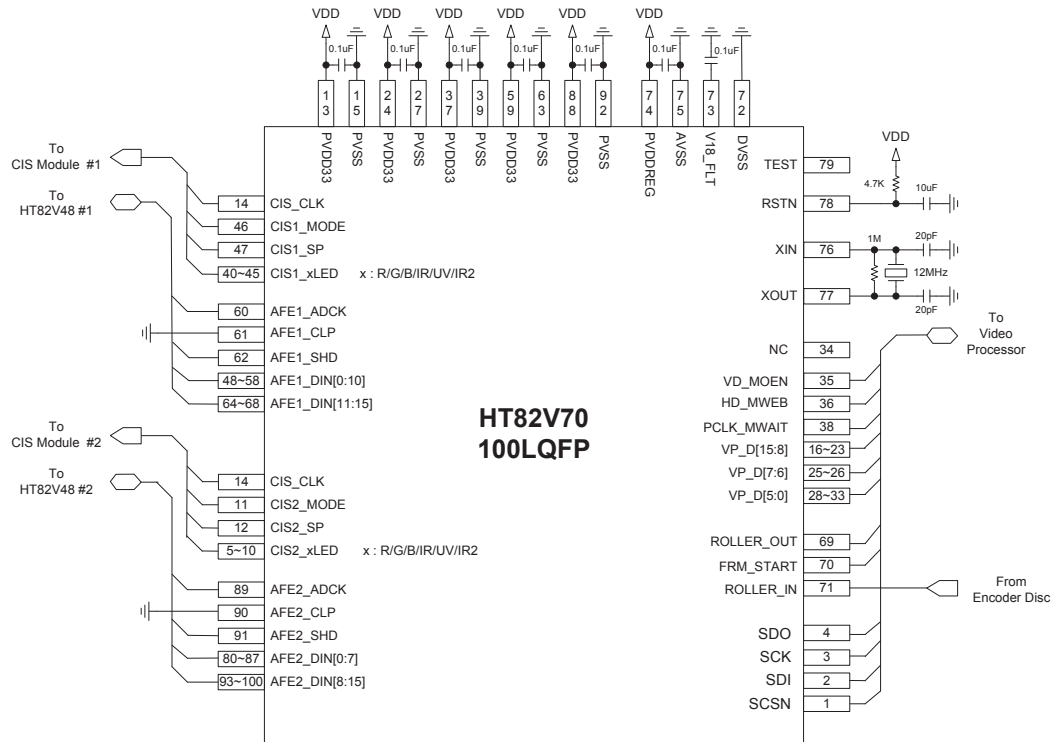 VDD VDD VDD VDD VDD VDD
0.1uF 0.1uF 0.1uF 0.1uF 0.1uF 0.1uF 0.1uF
13 15 24 27 37 39 59 63 88 92 74 75 73 72
PVDD33 PVSS PVDD33 PVSS PVDD33 PVSS PVDD33 PVSS PVDD33 PVSS PVDDREG AVSS V18_FLT DVSS
To
CIS Module #1
To
HT82V48 #1
14 CIS_CLK
46 CIS1_MODE
47 CIS1_SP
40~45 CIS1_xLED x : R/G/B/IR/UV/IR2
60 AFE1_ADCK
61 AFE1_CLP
62 AFE1_SHD
48~58 AFE1_DIN[0:10]
64~68 AFE1_DIN[11:15]
To
CIS Module #2
To
HT82V48 #2
14 CIS_CLK
11 CIS2_MODE
12 CIS2_SP
5~10 CIS2_xLED x : R/G/B/IR/UV/IR2
89 AFE2_ADCK
90 AFE2_CLP
91 AFE2_SHD
80~87 AFE2_DIN[0:7]
93~100 AFE2_DIN[8:15]
HT82V70
100LQFP
TEST 79
VDD
4.7K
10uF
RSTN 78
XIN 76
1M
20pF
12MHz
XOUT 77
20pF
To
Video
Processor
NC 34
VD_MOEN 35
HD_MWEB 36
PCLK_MWAIT 38
VP_D[15:8] 16~23
VP_D[7:6] 25~26
VP_D[5:0] 28~33
ROLLER_OUT 69
FRM_START 70
ROLLER_IN 71
From
Encoder Disc
SDO 4
SCK 3
SDI 2
SCSN 1